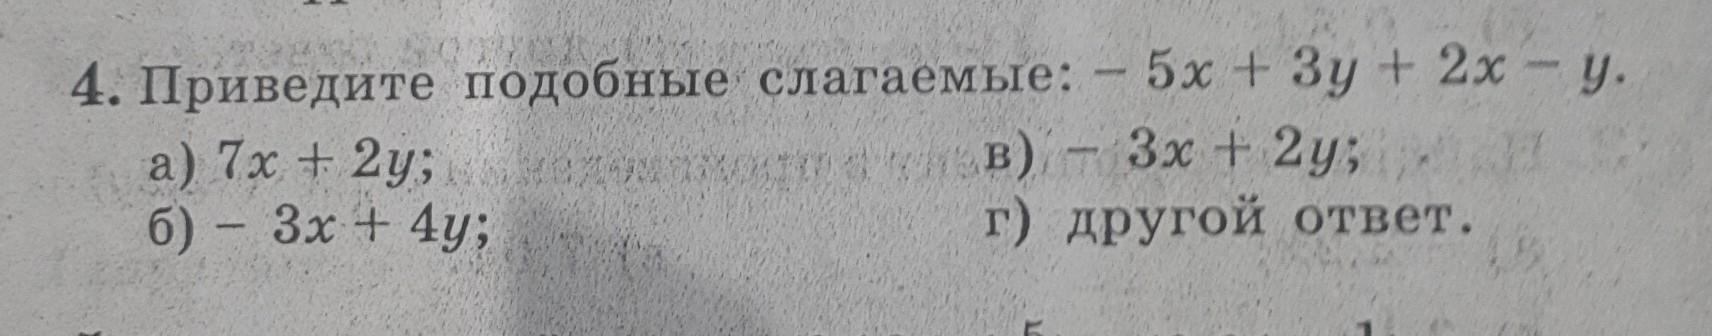 4. Приведите подобные слагаемые: – 5x + 3y + 2x – y.
а) 7x + 2y; в) – 3x + 2y;
б) – 3x + 4y; г) другой ответ.